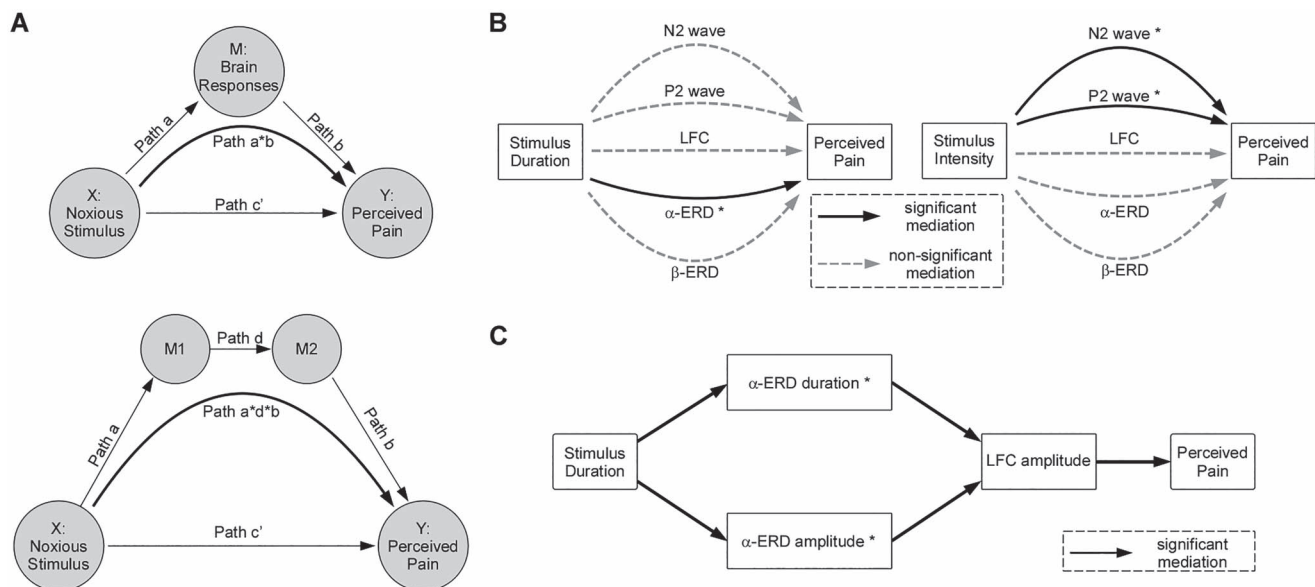 A
M:
Brain
Responses
Path a
Path b
Path a*b
X:
Noxious
Stimulus
Path c'
Y:
Perceived
Pain
M1
Path d
M2
Path a
Path a*d*b
Path b
X:
Noxious
Stimulus
Path c'
Y:
Perceived
Pain
B
N2 wave
P2 wave
Stimulus
Duration
LFC
Perceived
Pain
α-ERD *
β-ERD
N2 wave *
P2 wave *
Stimulus
Intensity
LFC
Perceived
Pain
α-ERD
β-ERD
significant
mediation
non-significant
mediation
C
α-ERD duration *
Stimulus
Duration
LFC amplitude
Perceived
Pain
α-ERD amplitude *
significant
mediation